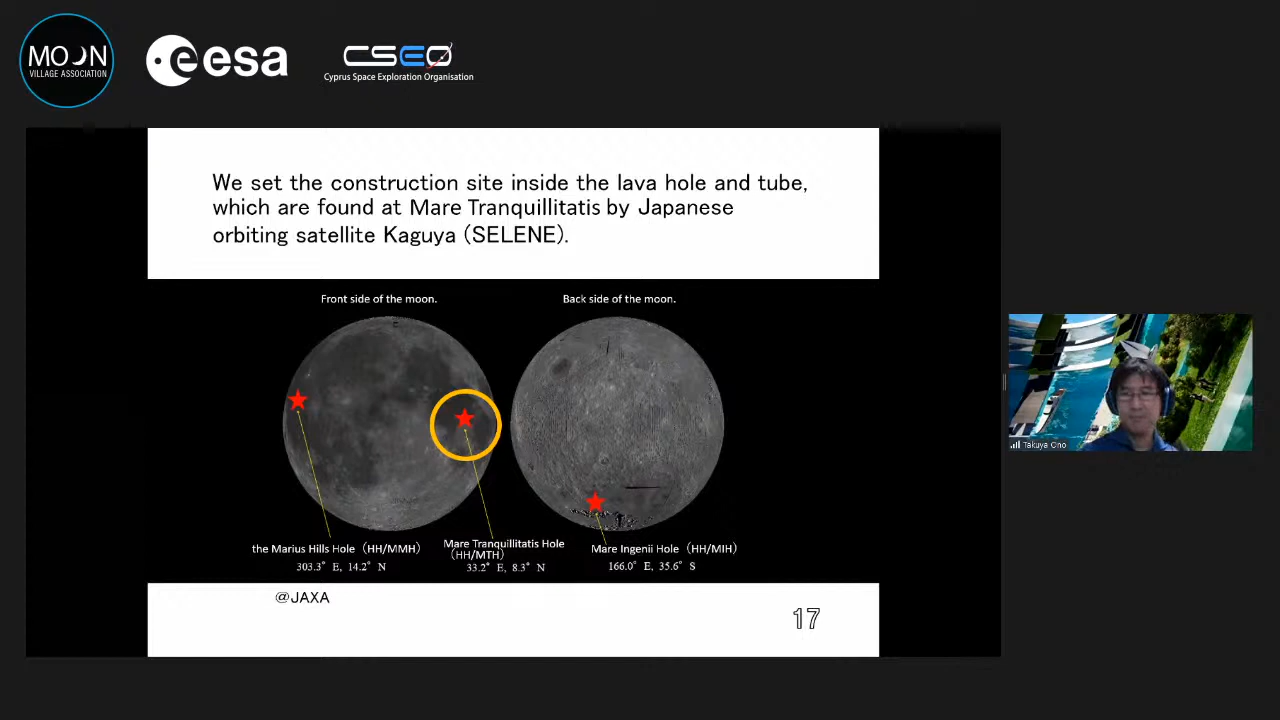 MOON
VILLAGE ASSOCIATION
esa
CSEO
Cyprus Space Exploration Organisation
We set the construction site inside the lava hole and tube,
which are found at Mare Tranquillitatis by Japanese
orbiting satellite Kaguya (SELENE).
Front side of the moon.
Back side of the moon.
the Marius Hills Hole (HH/MMH)
303.3° E, 14.2° N
Mare Tranquillitatis Hole
(HH/MTH)
33.2° E, 8.3° N
Mare Ingenii Hole (HH/MIH)
166.0° E, 35.6° S
@JAXA
17
Takuya Ono